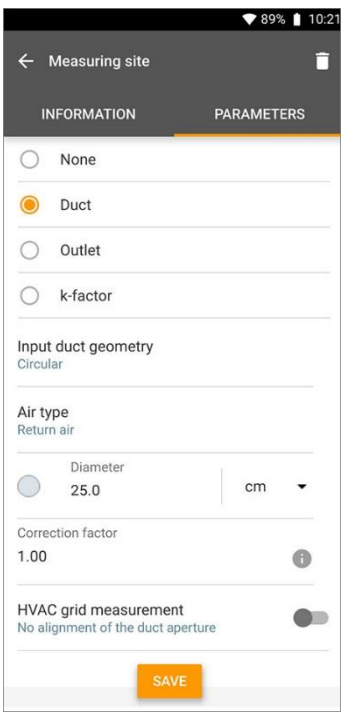 89% 10:21
Measuring site
INFORMATION PARAMETERS
None
Duct
Outlet
k-factor
Input duct geometry
Circular
Air type
Return air
Diameter
25.0 cm
Correction factor
1.00
HVAC grid measurement
No alignment of the duct aperture
SAVE